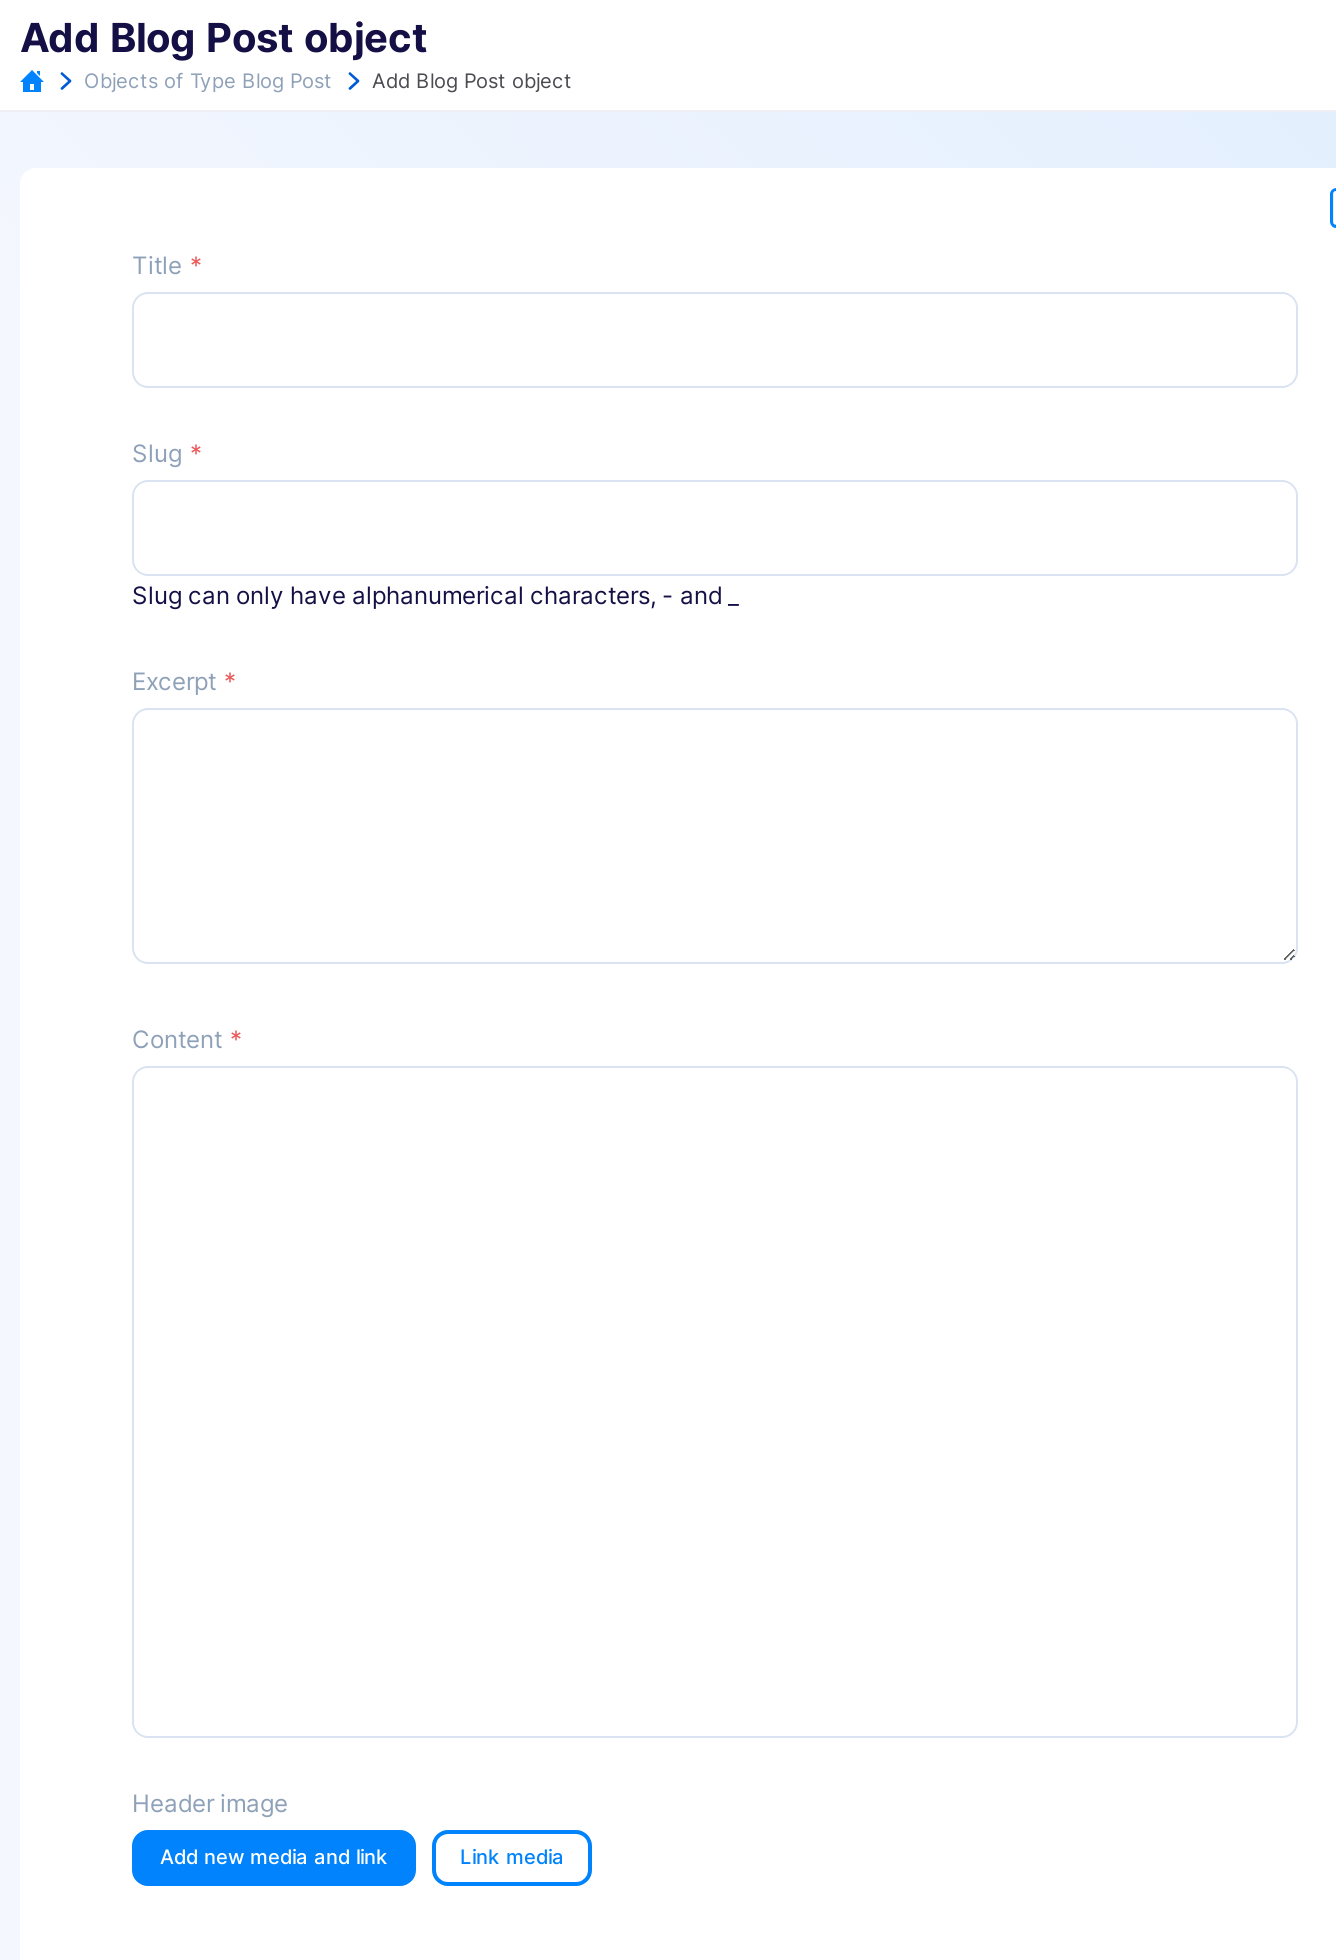 Add Blog Post object
Objects of Type Blog Post Add Blog Post object
Title *
Slug *
Slug can only have alphanumerical characters, - and _
Excerpt *
Content *
Header image
Add new media and link Link media